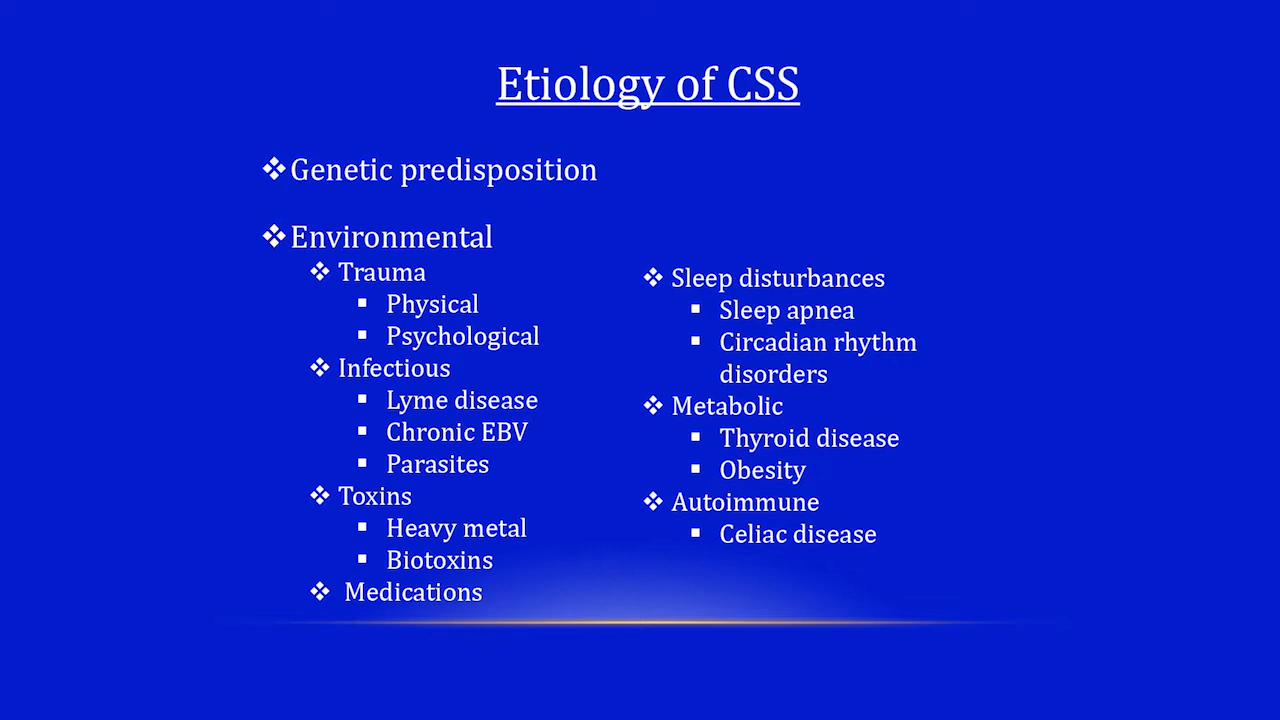 Etiology of CSS
❖Genetic predisposition
❖Environmental
❖ Trauma
▪ Physical
▪ Psychological
❖ Infectious
▪ Lyme disease
▪ Chronic EBV
▪ Parasites
❖ Toxins
▪ Heavy metal
▪ Biotoxins
❖ Medications
❖ Sleep disturbances
▪ Sleep apnea
▪ Circadian rhythm
disorders
❖ Metabolic
▪ Thyroid disease
▪ Obesity
❖ Autoimmune
▪ Celiac disease